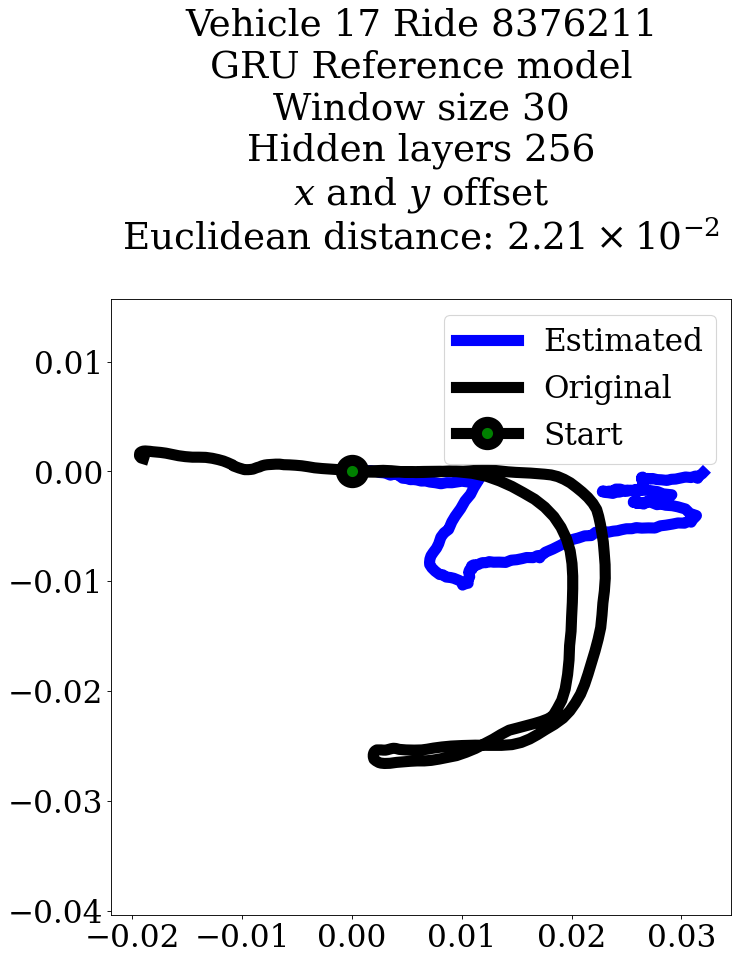 Vehicle 17 Ride 8376211
GRU Reference model
Window size 30
Hidden layers 256
x and y offset
Euclidean distance: 2.21 × 10⁻²
Estimated
Original
Start
0.01
0.00
−0.01
−0.02
−0.03
−0.04
−0.02 −0.01 0.00 0.01 0.02 0.03